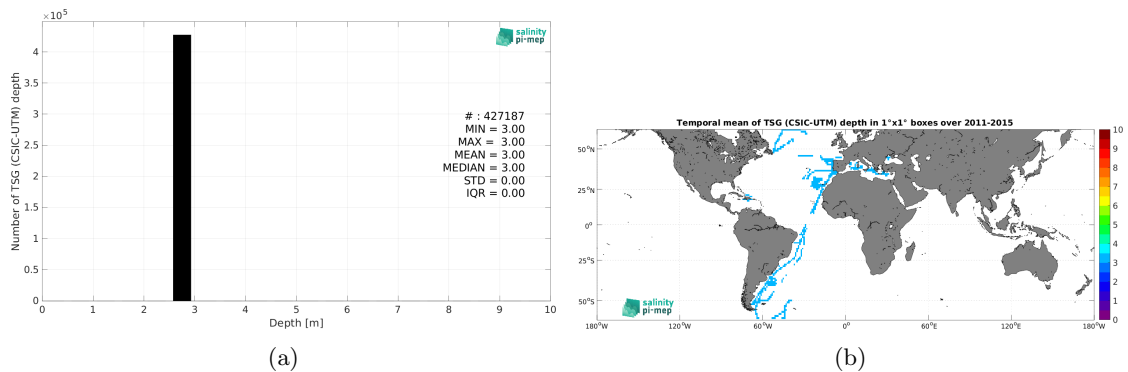 ×10⁵
4
3.5
3
2.5
2
1.5
1
0.5
0
Number of TSG (CSIC-UTM) depth
salinity
pi-mep
# : 427187
MIN = 3.00
MAX = 3.00
MEAN = 3.00
MEDIAN = 3.00
STD = 0.00
IQR = 0.00
0 1 2 3 4 5 6 7 8 9 10
Depth [m]
(a)
Temporal mean of TSG (CSIC-UTM) depth in 1°x1° boxes over 2011-2015
50°N
25°N
0°
25°S
50°S
salinity
pi-mep
180°W 120°W 60°W 0° 60°E 120°E 180°E
10
9
8
7
6
5
4
3
2
1
0
(b)